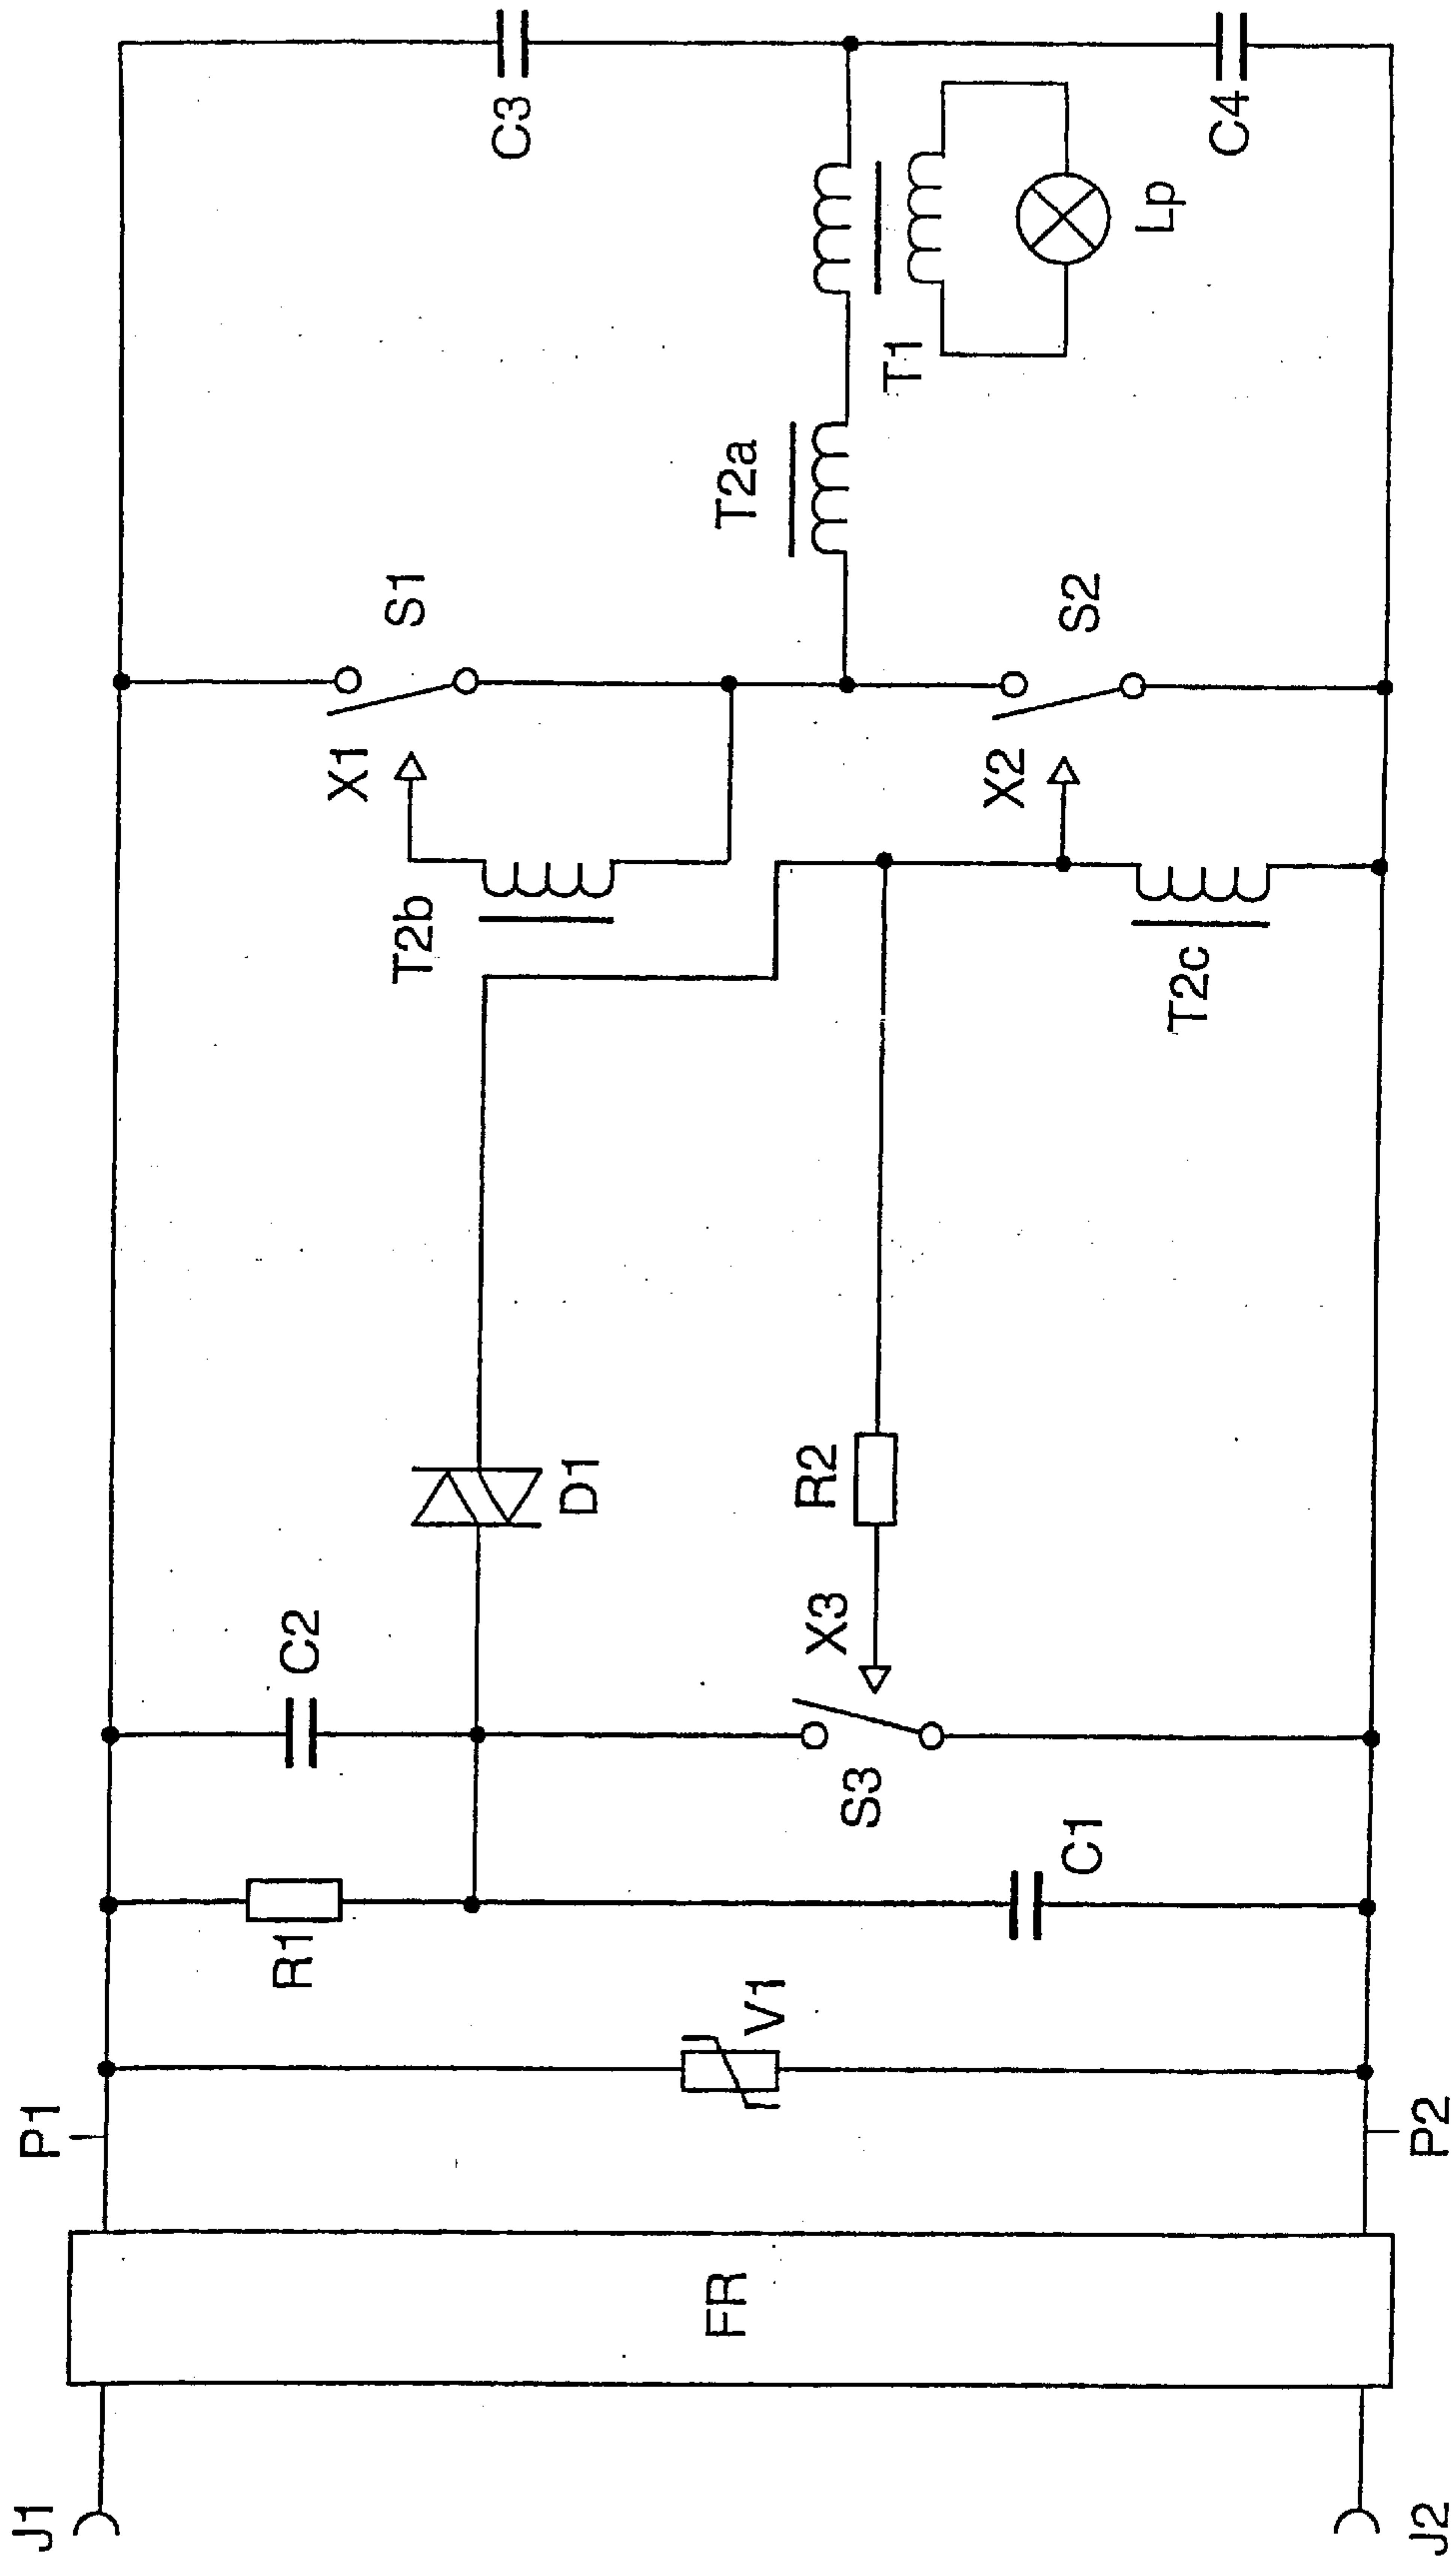 J1
J2
FR
P1
P2
V1
R1
C1
C2
S3
X3
R2
D1
T2b
T2c
X1
X2
S1
S2
T2a
T1
Lp
C3
C4